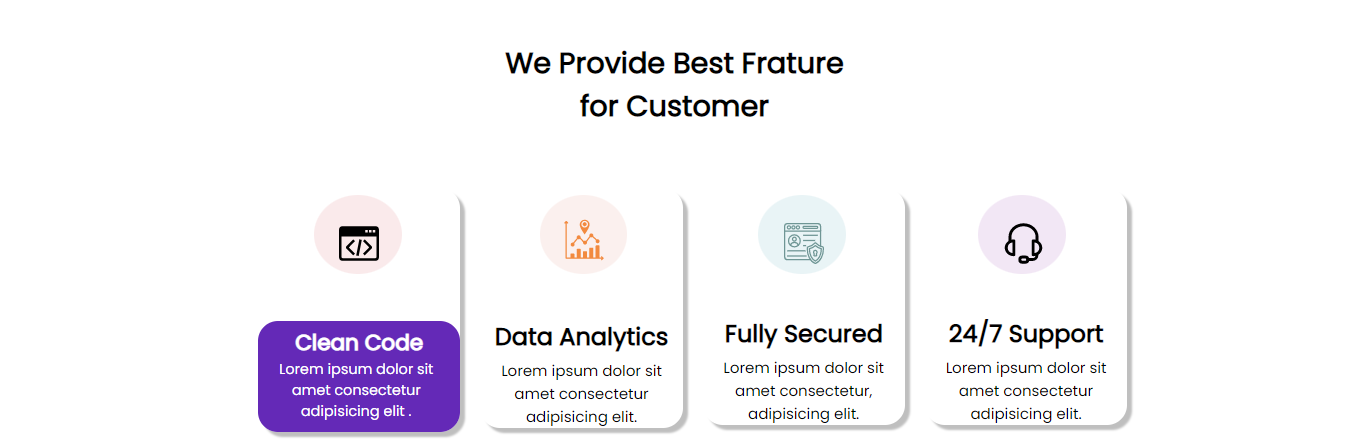 We Provide Best Frature
for Customer
Clean Code
Lorem ipsum dolor sit
amet consectetur
adipisicing elit .
Data Analytics
Lorem ipsum dolor sit
amet consectetur
adipisicing elit.
Fully Secured
Lorem ipsum dolor sit
amet consectetur,
adipisicing elit.
24/7 Support
Lorem ipsum dolor sit
amet consectetur
adipisicing elit.